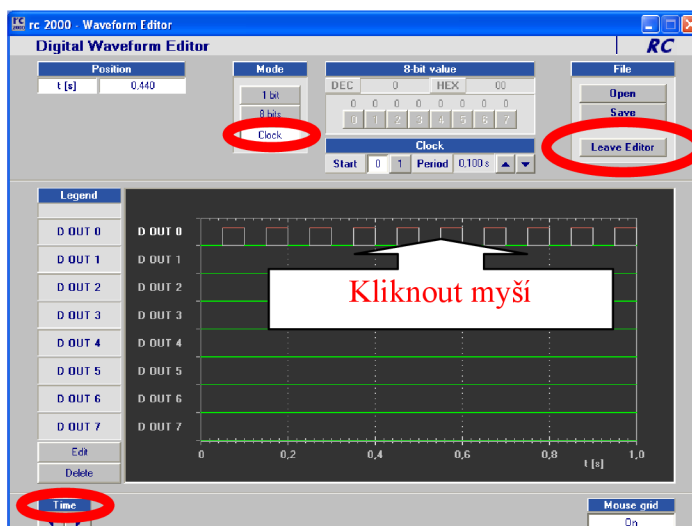 rc 2000 - Waveform Editor
Digital Waveform Editor
RC
Position
t [s] 0,440
Mode
1 bit
8 bits
Clock
8-bit value
DEC 0 HEX 00
0 0 0 0 0 0 0 0
0 1 2 3 4 5 6 7
Clock
Start 0 1 Period 0,100 s
File
Open
Save
Leave Editor
Legend
D OUT 0
D OUT 1
D OUT 2
D OUT 3
D OUT 4
D OUT 5
D OUT 6
D OUT 7
Edit
Delete
D OUT 0
D OUT 1
D OUT 2
D OUT 3
D OUT 4
D OUT 5
D OUT 6
D OUT 7
Kliknout myší
0 0,2 0,4 0,6 0,8 1,0
t [s]
Time
Mouse grid
On